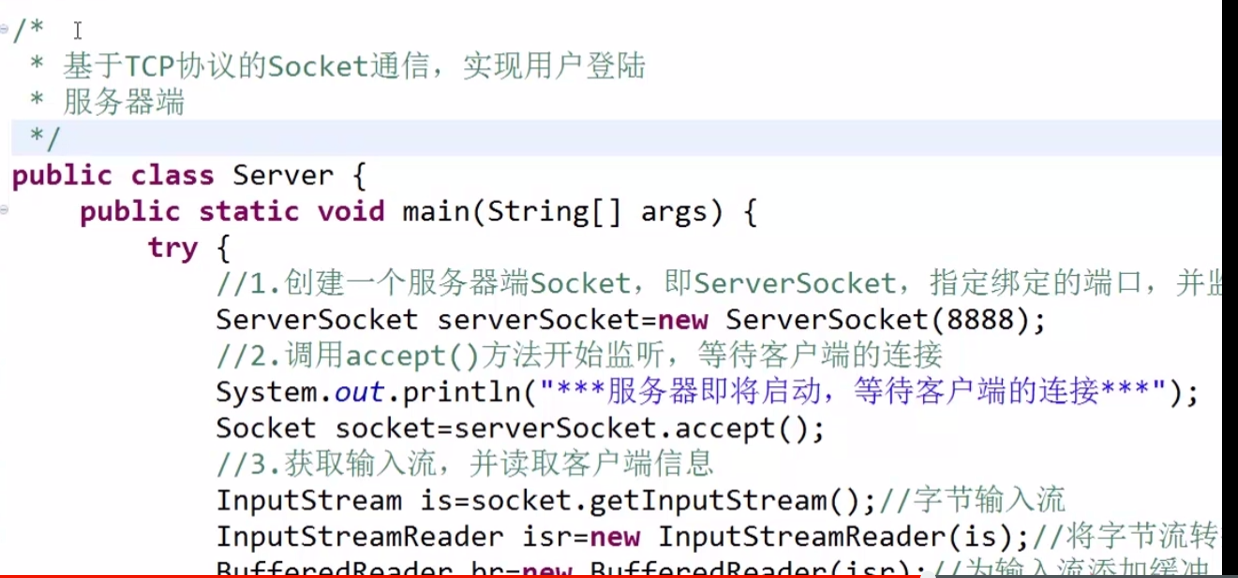 /*
 * 基于TCP协议的Socket通信，实现用户登陆
 * 服务器端
 */
public class Server {
    public static void main(String[] args) {
        try {
            //1.创建一个服务器端Socket，即ServerSocket，指定绑定的端口，并监
            ServerSocket serverSocket=new ServerSocket(8888);
            //2.调用accept()方法开始监听，等待客户端的连接
            System.out.println("***服务器即将启动，等待客户端的连接***");
            Socket socket=serverSocket.accept();
            //3.获取输入流，并读取客户端信息
            InputStream is=socket.getInputStream();//字节输入流
            InputStreamReader isr=new InputStreamReader(is);//将字节流转
            BufferedReader br=new BufferedReader(isr);//为输入流添加缓冲